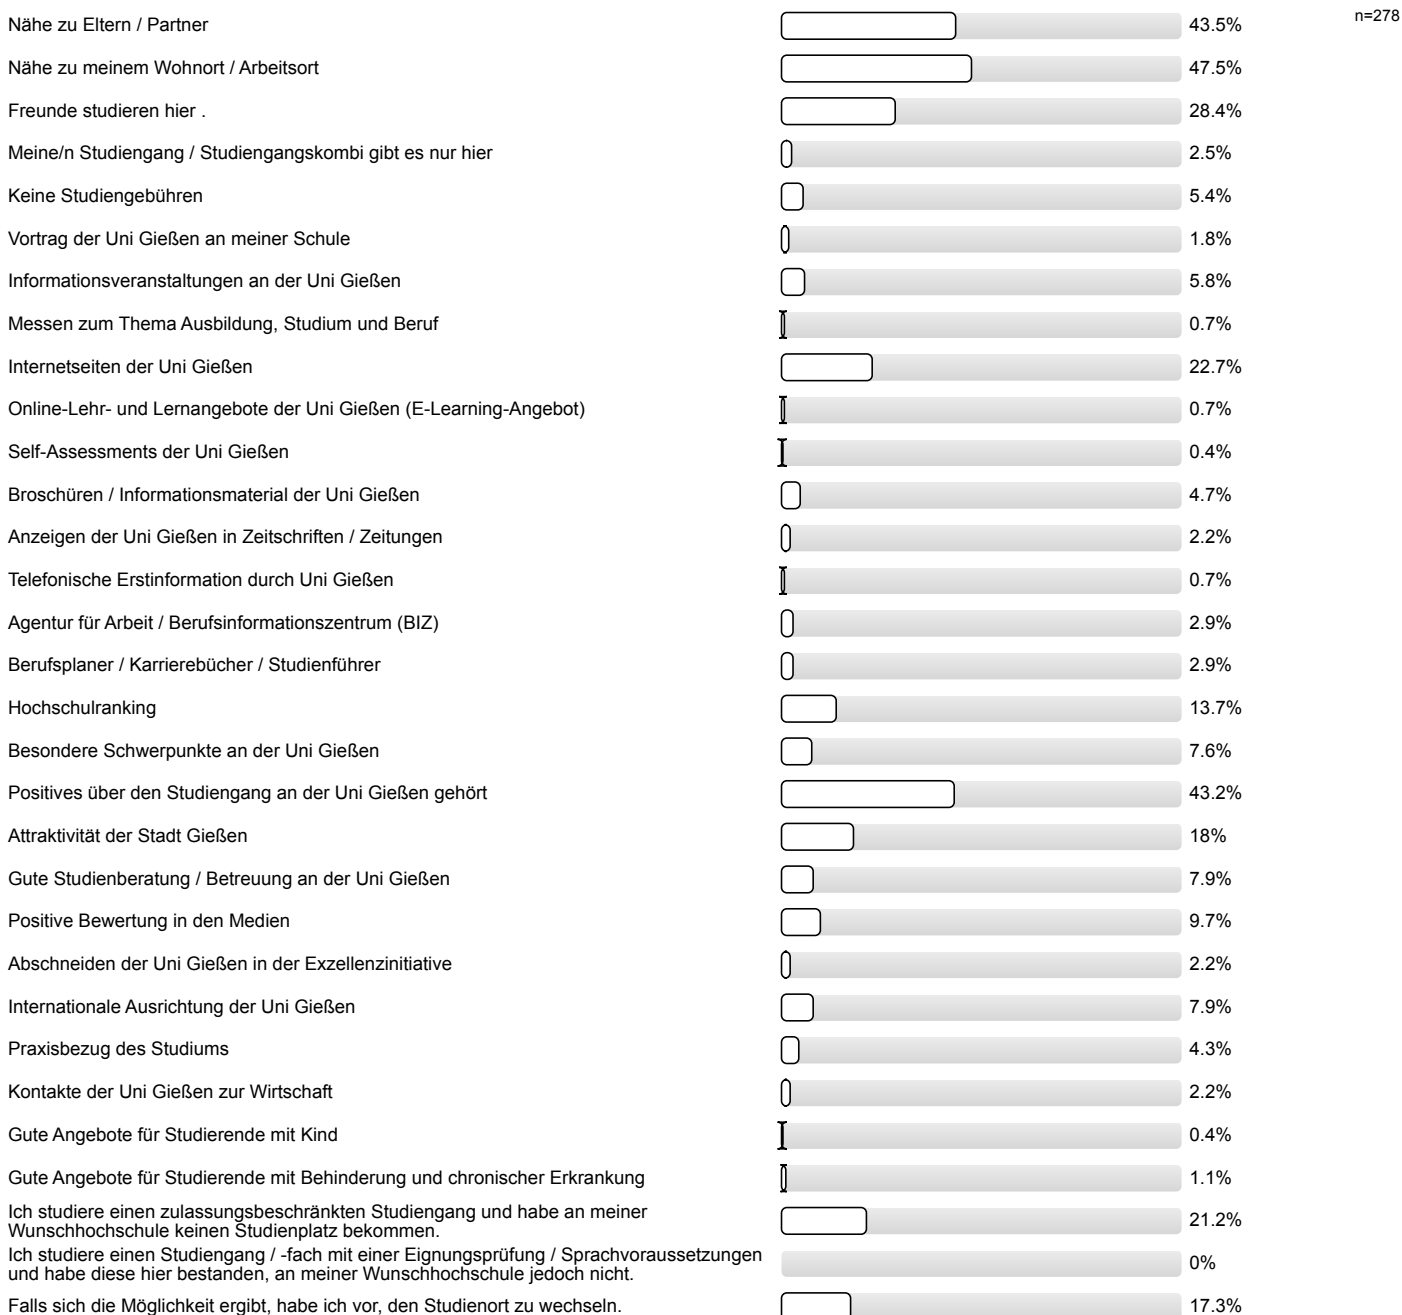 Nähe zu Eltern / Partner 43.5% n=278
Nähe zu meinem Wohnort / Arbeitsort 47.5%
Freunde studieren hier . 28.4%
Meine/n Studiengang / Studiengangskombi gibt es nur hier 2.5%
Keine Studiengebühren 5.4%
Vortrag der Uni Gießen an meiner Schule 1.8%
Informationsveranstaltungen an der Uni Gießen 5.8%
Messen zum Thema Ausbildung, Studium und Beruf 0.7%
Internetseiten der Uni Gießen 22.7%
Online-Lehr- und Lernangebote der Uni Gießen (E-Learning-Angebot) 0.7%
Self-Assessments der Uni Gießen 0.4%
Broschüren / Informationsmaterial der Uni Gießen 4.7%
Anzeigen der Uni Gießen in Zeitschriften / Zeitungen 2.2%
Telefonische Erstinformation durch Uni Gießen 0.7%
Agentur für Arbeit / Berufsinformationszentrum (BIZ) 2.9%
Berufsplaner / Karrierebücher / Studienführer 2.9%
Hochschulranking 13.7%
Besondere Schwerpunkte an der Uni Gießen 7.6%
Positives über den Studiengang an der Uni Gießen gehört 43.2%
Attraktivität der Stadt Gießen 18%
Gute Studienberatung / Betreuung an der Uni Gießen 7.9%
Positive Bewertung in den Medien 9.7%
Abschneiden der Uni Gießen in der Exzellenzinitiative 2.2%
Internationale Ausrichtung der Uni Gießen 7.9%
Praxisbezug des Studiums 4.3%
Kontakte der Uni Gießen zur Wirtschaft 2.2%
Gute Angebote für Studierende mit Kind 0.4%
Gute Angebote für Studierende mit Behinderung und chronischer Erkrankung 1.1%
Ich studiere einen zulassungsbeschränkten Studiengang und habe an meiner
Wunschhochschule keinen Studienplatz bekommen. 21.2%
Ich studiere einen Studiengang / -fach mit einer Eignungsprüfung / Sprachvoraussetzungen
und habe diese hier bestanden, an meiner Wunschhochschule jedoch nicht. 0%
Falls sich die Möglichkeit ergibt, habe ich vor, den Studienort zu wechseln. 17.3%